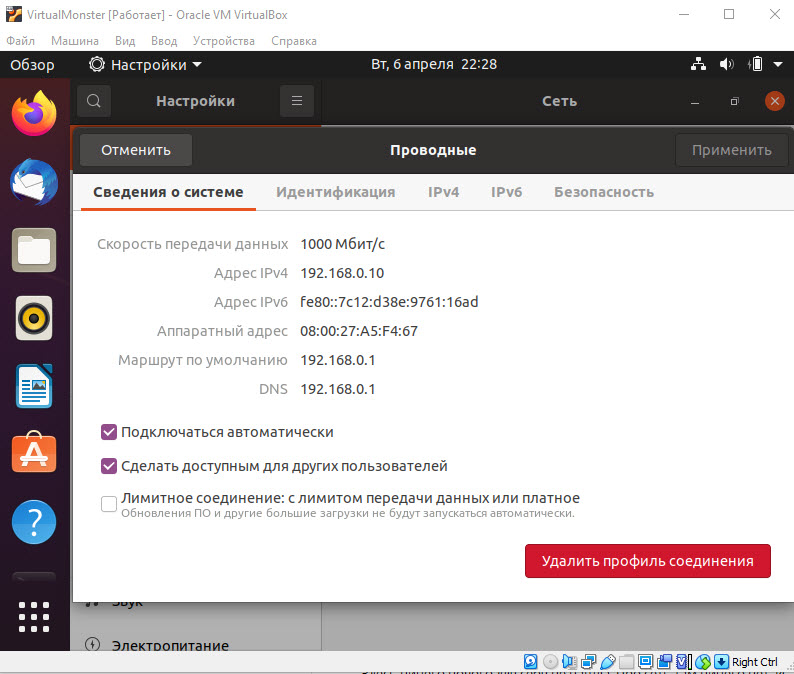 VirtualMonster [Работает] - Oracle VM VirtualBox
Файл Машина Вид Ввод Устройства Справка
Обзор Настройки Вт, 6 апреля 22:28
Настройки Сеть
Отменить Проводные Применить
Сведения о системе Идентификация IPv4 IPv6 Безопасность
Скорость передачи данных 1000 Мбит/с
Адрес IPv4 192.168.0.10
Адрес IPv6 fe80::7c12:d38e:9761:16ad
Аппаратный адрес 08:00:27:A5:F4:67
Маршрут по умолчанию 192.168.0.1
DNS 192.168.0.1
Подключаться автоматически
Сделать доступным для других пользователей
Лимитное соединение: с лимитом передачи данных или платное
Обновления ПО и другие большие загрузки не будут запускаться автоматически.
Удалить профиль соединения
Звук
Электропитание
Right Ctrl